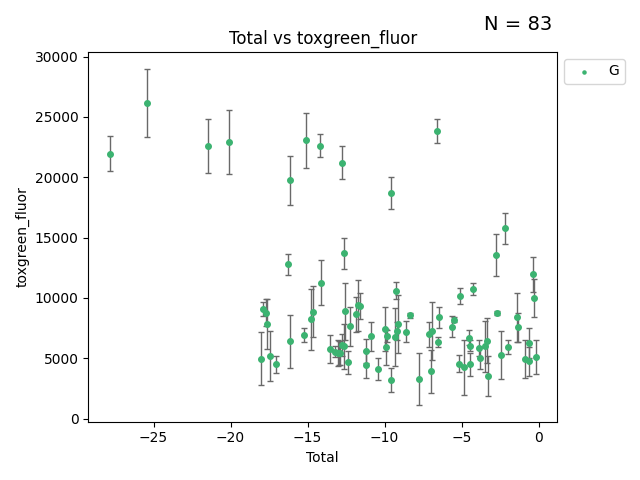 N = 83
Total vs toxgreen_fluor
G
toxgreen_fluor
30000
25000
20000
15000
10000
5000
0
−25
−20
−15
−10
−5
0
Total